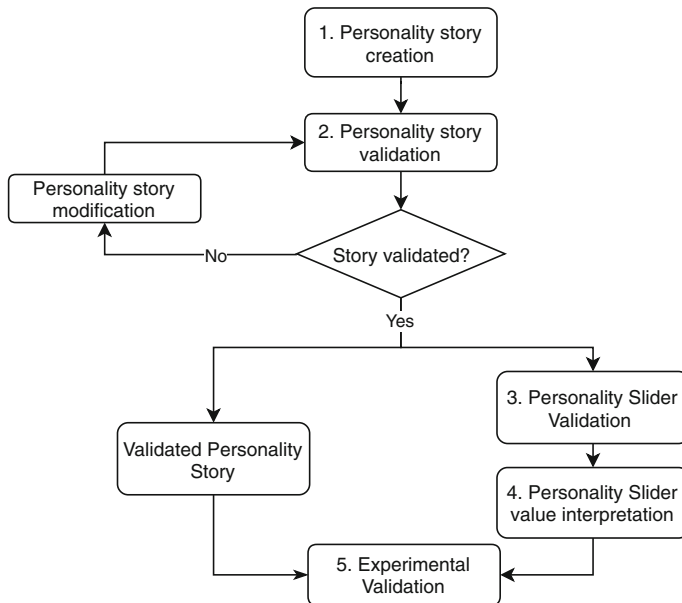 1. Personality story
creation
2. Personality story
validation
Personality story
modification
Story validated?
No
Yes
3. Personality Slider
Validation
Validated Personality
Story
4. Personality Slider
value interpretation
5. Experimental
Validation